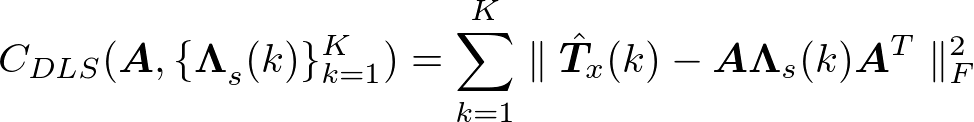 $C_{DLS}(\boldsymbol{A}, \{\boldsymbol{\Lambda}_s(k)\}_{k=1}^{K}) = \sum_{k=1}^{K} \parallel \hat{\boldsymbol{T}}_x(k) - \boldsymbol{A}\boldsymbol{\Lambda}_s(k)\boldsymbol{A}^T \parallel_F^2$